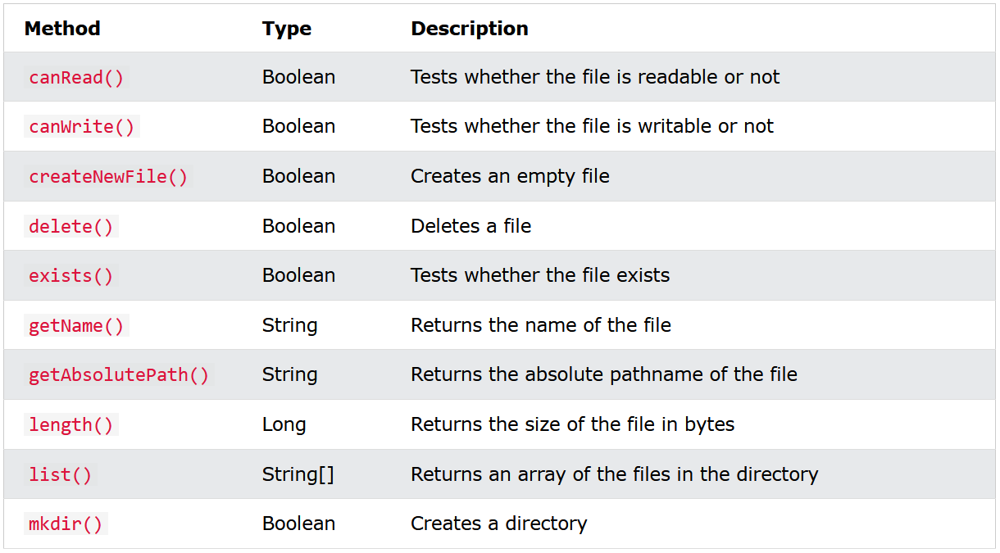 Method Type Description
canRead() Boolean Tests whether the file is readable or not
canWrite() Boolean Tests whether the file is writable or not
createNewFile() Boolean Creates an empty file
delete() Boolean Deletes a file
exists() Boolean Tests whether the file exists
getName() String Returns the name of the file
getAbsolutePath() String Returns the absolute pathname of the file
length() Long Returns the size of the file in bytes
list() String[] Returns an array of the files in the directory
mkdir() Boolean Creates a directory